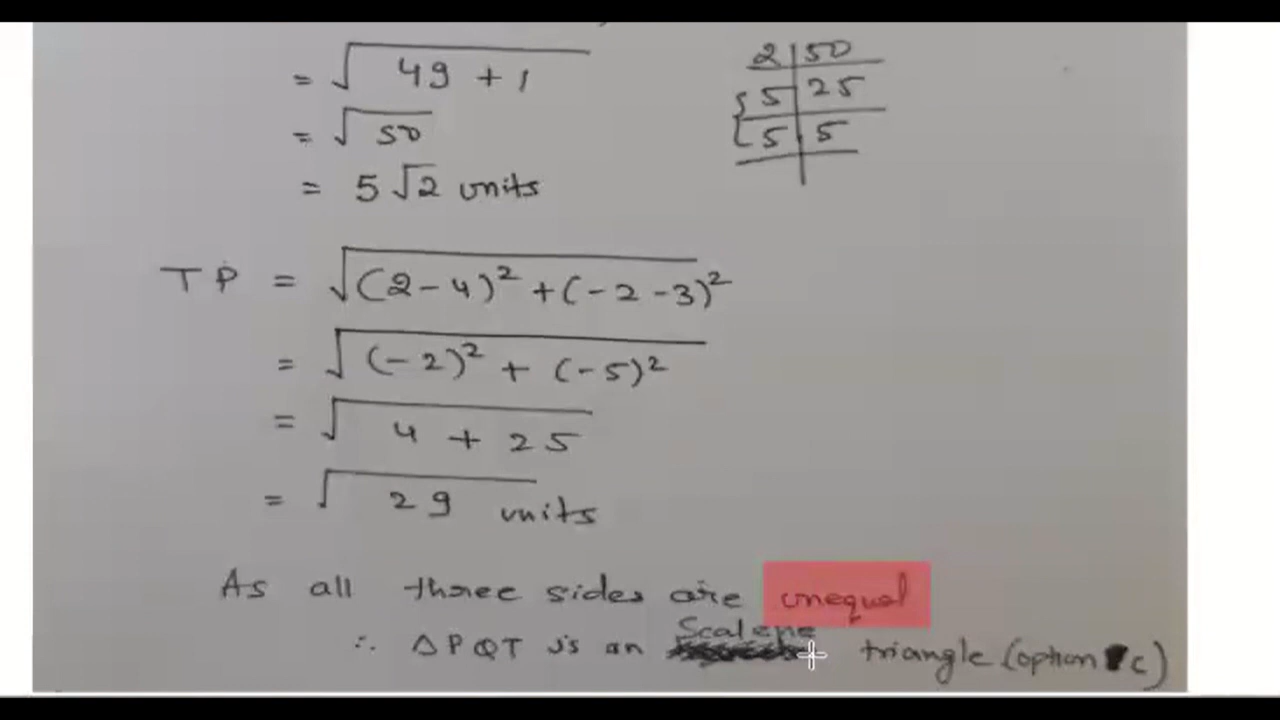 = √49 + 1
= √50
= 5√2 units
2 | 50
5 | 25
5 | 5
TP = √(2-4)² + (-2-3)²
= √(-2)² + (-5)²
= √4 + 25
= √29 units
As all three sides are unequal
∴ ΔPQT is an Scalene triangle (option c)